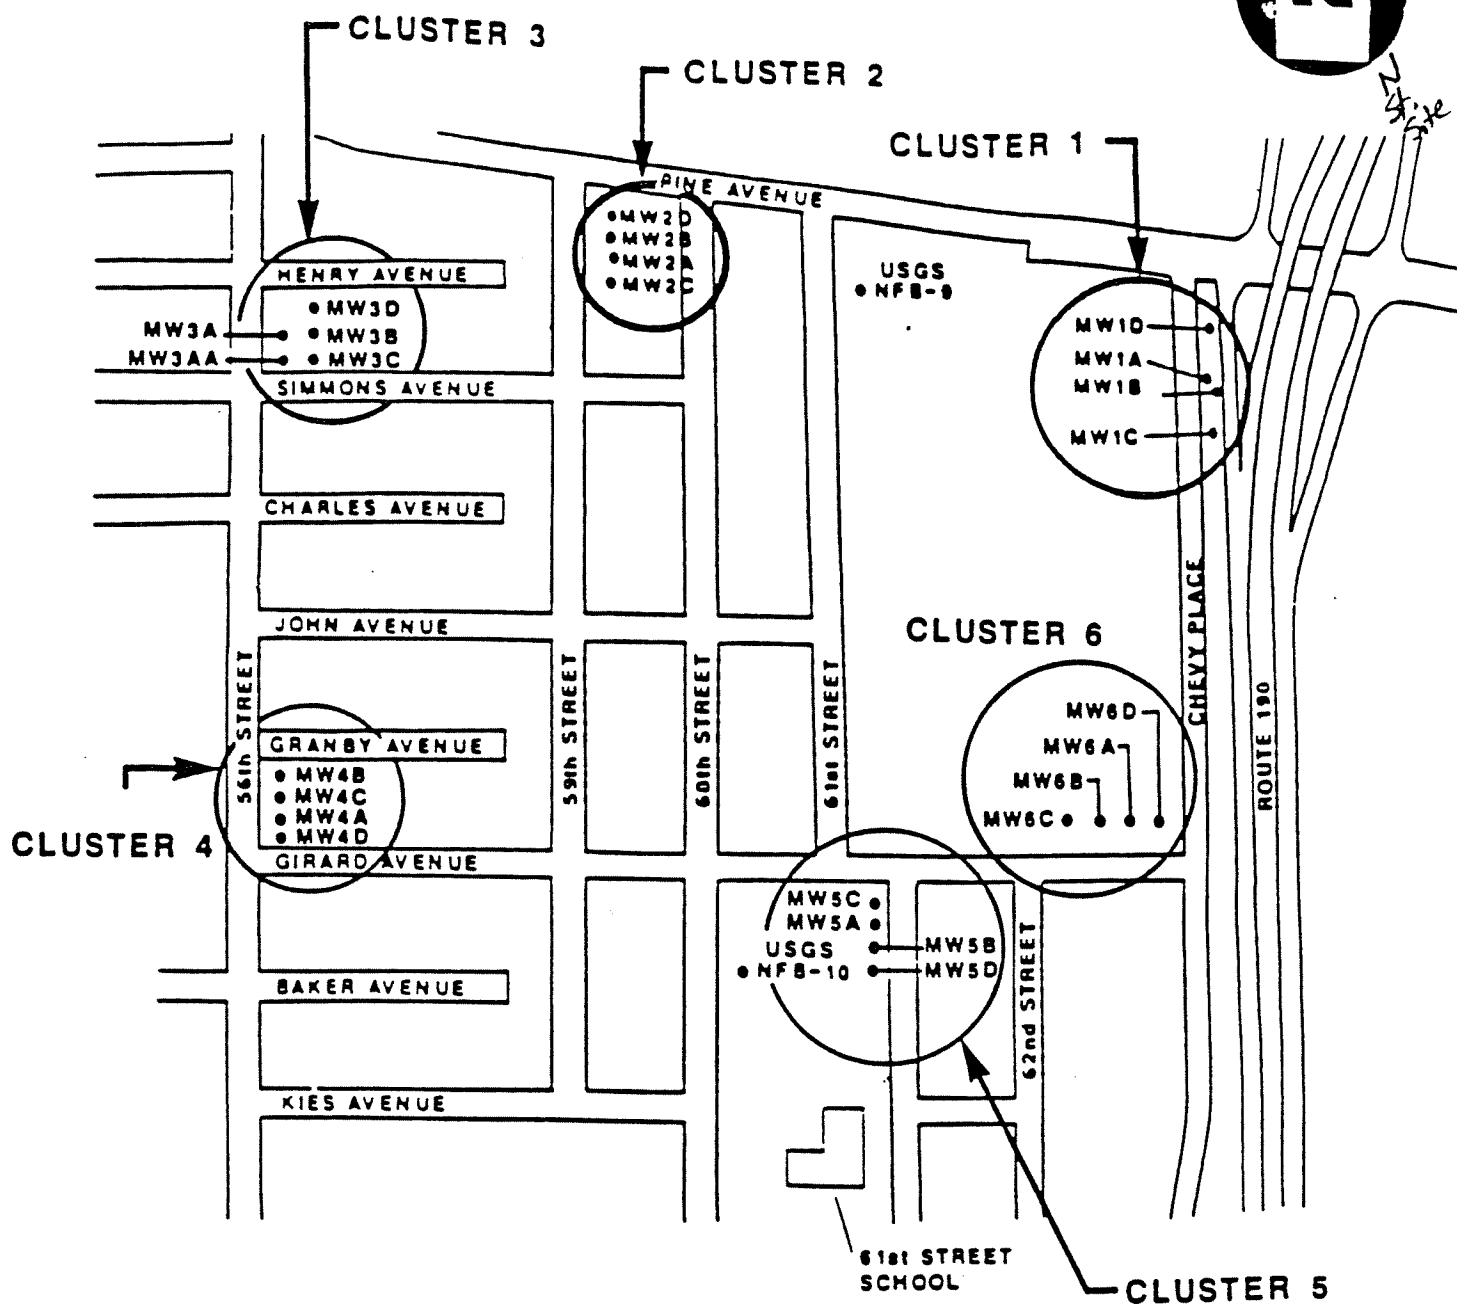 CLUSTER 3
CLUSTER 2
CLUSTER 1
St. Site
PINE AVENUE
MW2D
MW2B
MW2A
MW2C
USGS
NFB-9
HENRY AVENUE
MW3D
MW3A
MW3B
MW3AA
MW3C
SIMMONS AVENUE
MW1D
MW1A
MW1B
MW1C
CHARLES AVENUE
JOHN AVENUE
CLUSTER 6
CHEVY PLACE
ROUTE 190
56th STREET
59th STREET
60th STREET
61st STREET
MW6D
MW6A
MW6B
MW6C
GRANBY AVENUE
MW4B
MW4C
MW4A
MW4D
CLUSTER 4
GIRARD AVENUE
MW5C
MW5A
USGS
NFB-10
MW5B
MW5D
62nd STREET
BAKER AVENUE
KIES AVENUE
61st STREET
SCHOOL
CLUSTER 5